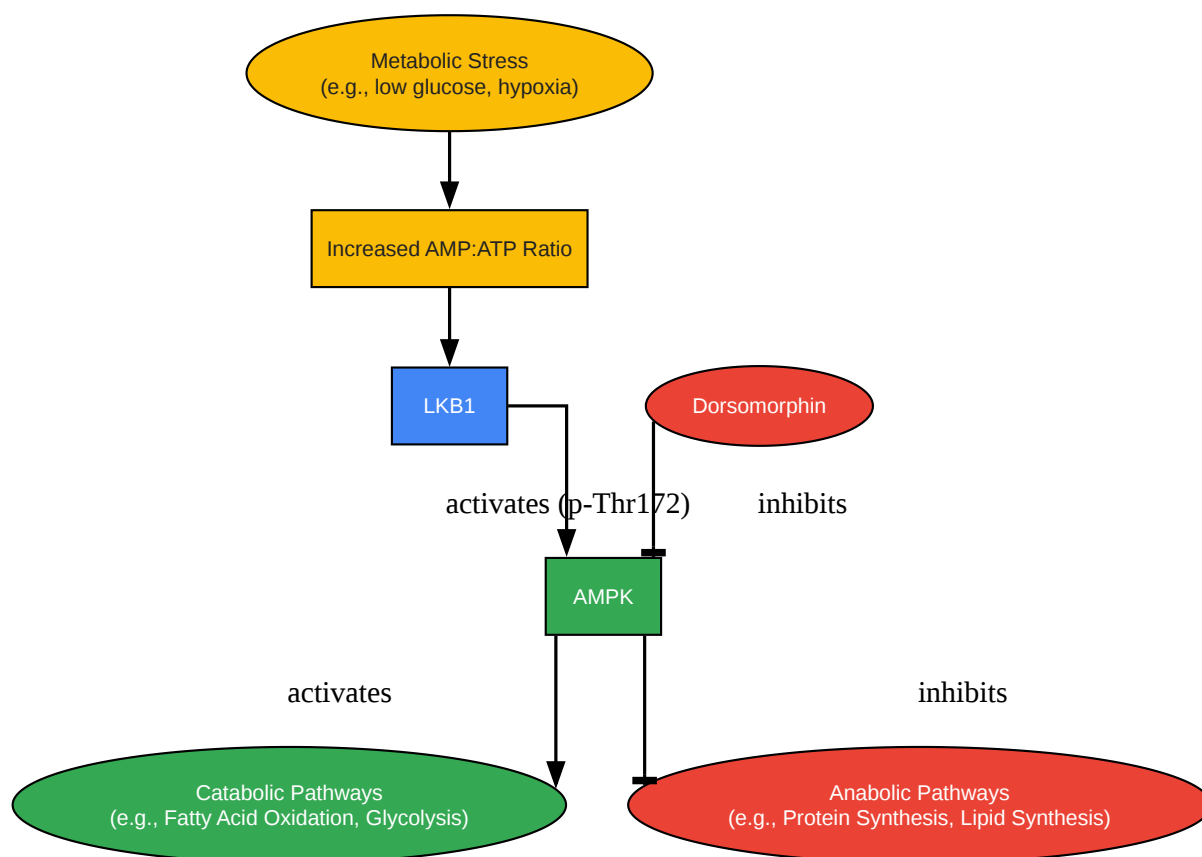 Metabolic Stress
(e.g., low glucose, hypoxia)
Increased AMP:ATP Ratio
LKB1
Dorsomorphin
activates (p-Thr172)
inhibits
AMPK
activates
inhibits
Catabolic Pathways
(e.g., Fatty Acid Oxidation, Glycolysis)
Anabolic Pathways
(e.g., Protein Synthesis, Lipid Synthesis)